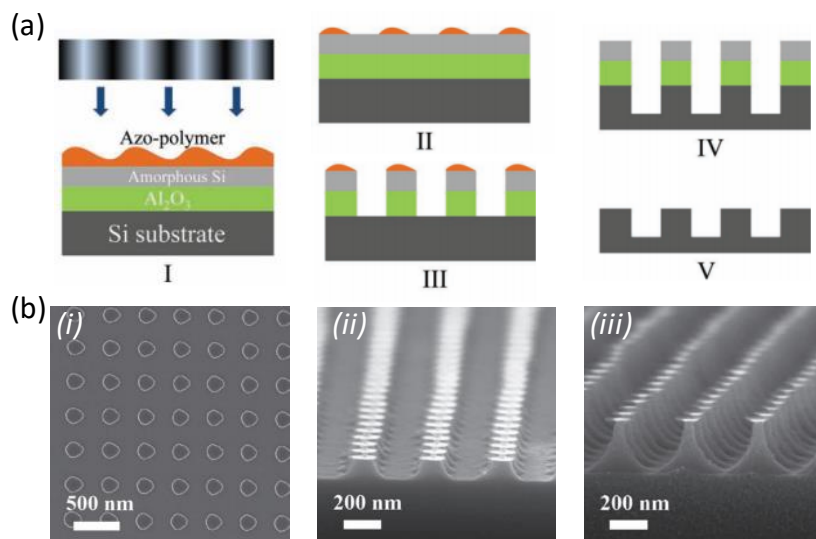 (a)
Azo-polymer
Amorphous Si
Al₂O₃
Si substrate
I
II
III
IV
V
(b)
(i)
500 nm
(ii)
200 nm
(iii)
200 nm